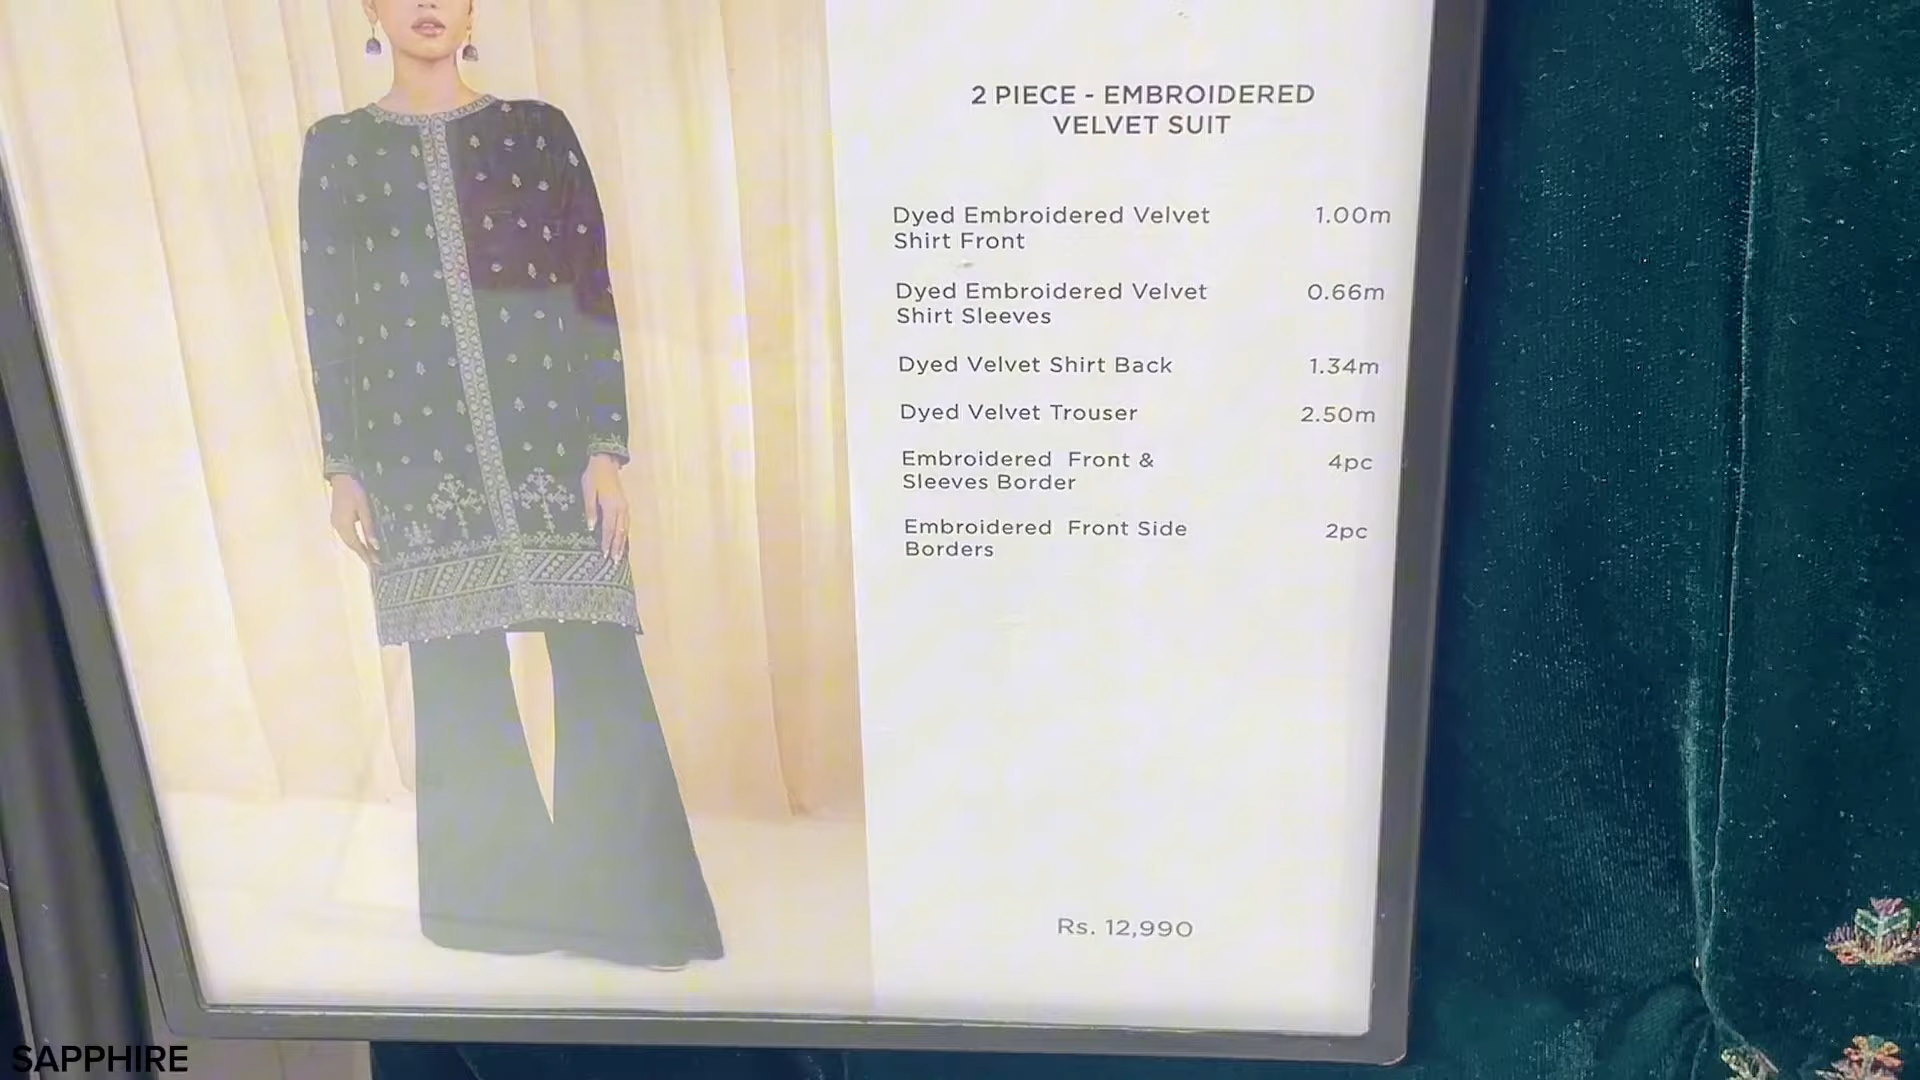 2 PIECE - EMBROIDERED
VELVET SUIT
Dyed Embroidered Velvet 1.00m
Shirt Front
Dyed Embroidered Velvet 0.66m
Shirt Sleeves
Dyed Velvet Shirt Back 1.34m
Dyed Velvet Trouser 2.50m
Embroidered Front & 4pc
Sleeves Border
Embroidered Front Side 2pc
Borders
Rs. 12,990
SAPPHIRE